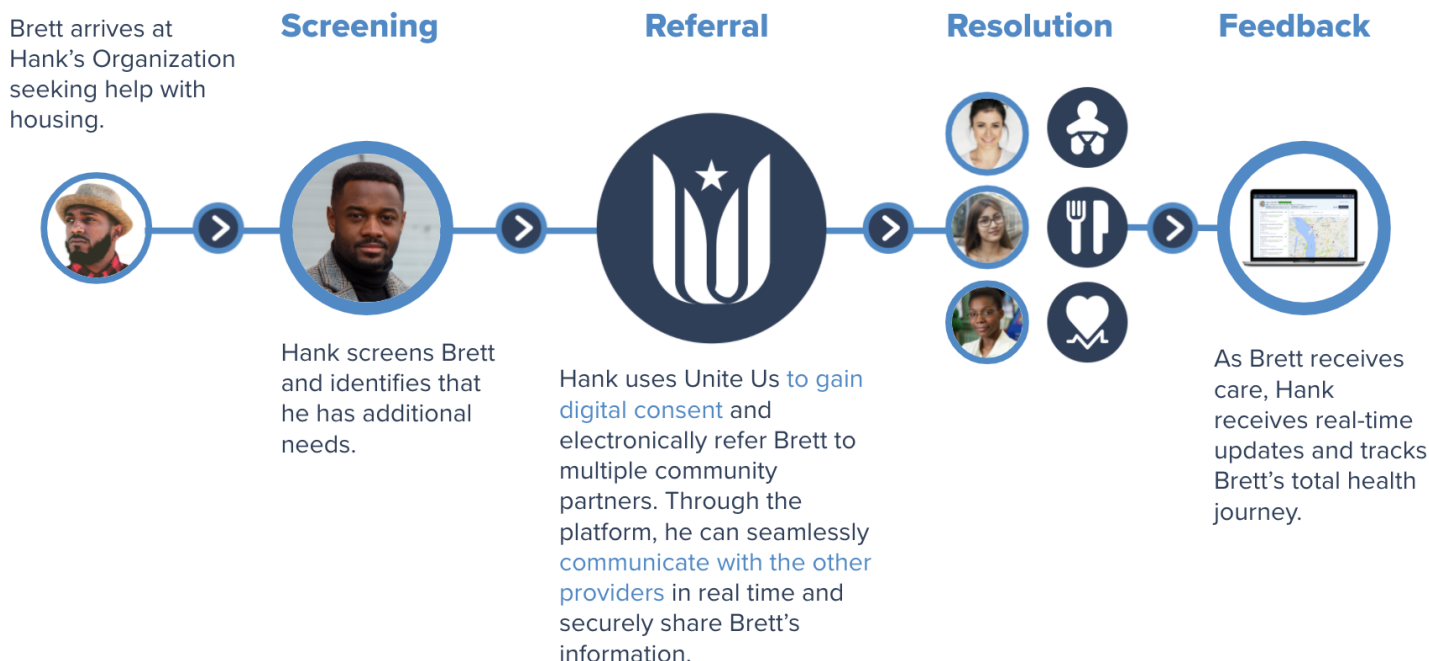 Brett arrives at
Hank’s Organization
seeking help with
housing.
Screening
Hank screens Brett
and identifies that
he has additional
needs.
Referral
Hank uses Unite Us to gain
digital consent and
electronically refer Brett to
multiple community
partners. Through the
platform, he can seamlessly
communicate with the other
providers in real time and
securely share Brett’s
information.
Resolution
Feedback
As Brett receives
care, Hank
receives real-time
updates and tracks
Brett’s total health
journey.